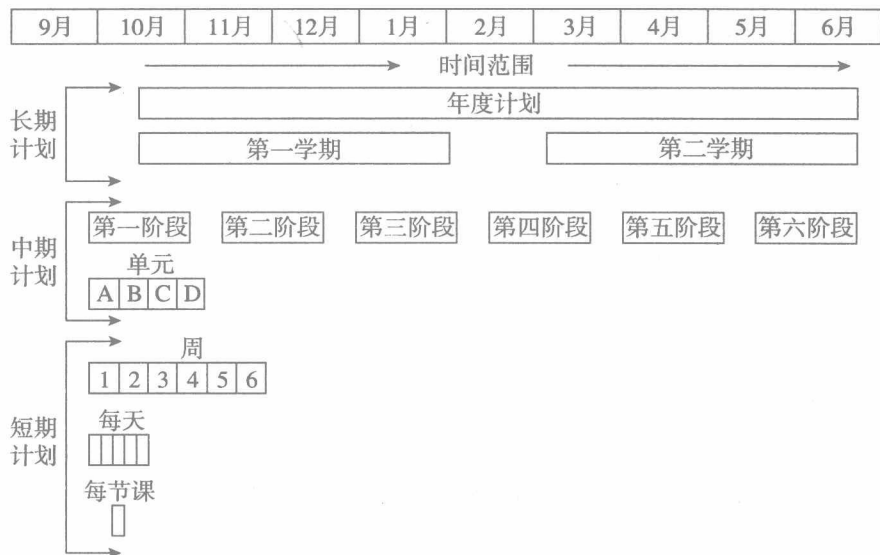 9月 10月 11月 12月 1月 2月 3月 4月 5月 6月
时间范围
长期
计划
年度计划
第一学期 第二学期
中期
计划
第一阶段 第二阶段 第三阶段 第四阶段 第五阶段 第六阶段
单元
A B C D
短期
计划
周
1 2 3 4 5 6
每天
每节课